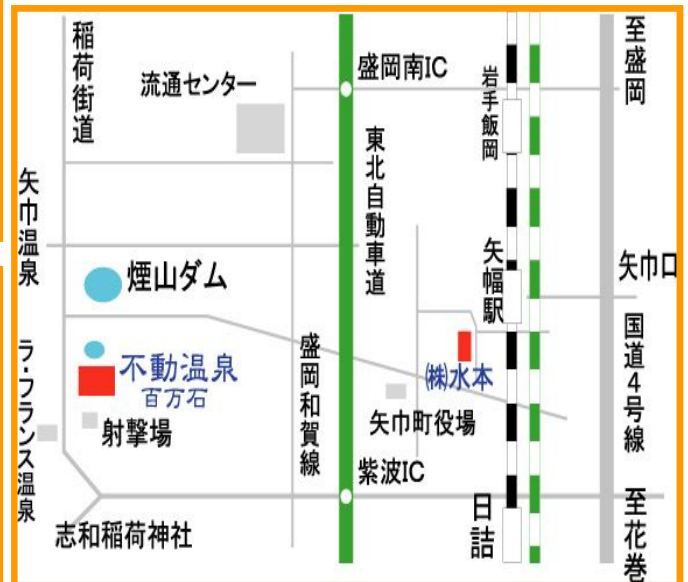 稲荷街道
流通センター
盛岡南IC
岩手飯岡
至盛岡
東北自動車道
矢巾温泉
煙山ダム
矢幅駅
矢巾口
不動温泉
百万石
㈱水本
国道4号線
ラ・フランス温泉
射撃場
盛岡和賀線
矢巾町役場
紫波IC
日詰
至花巻
志和稲荷神社